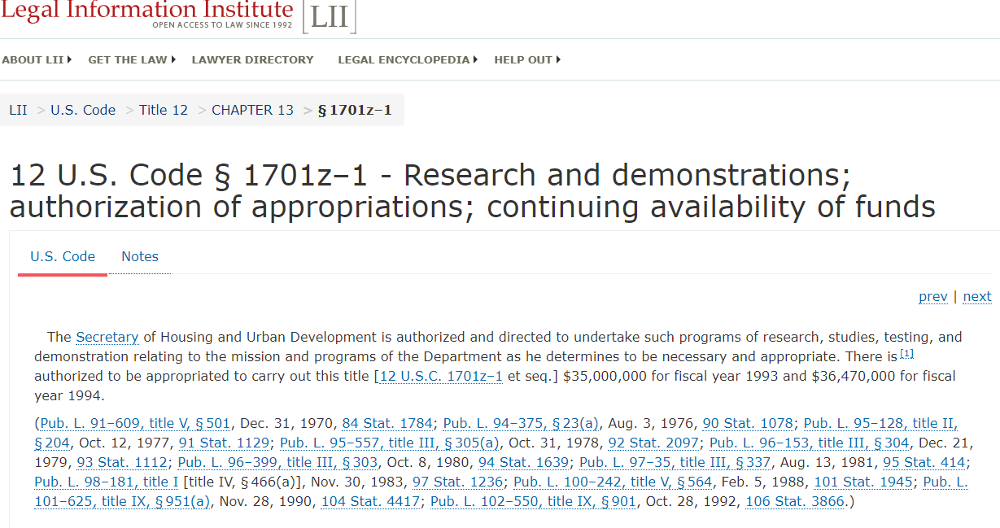 Legal Information Institute
LII
OPEN ACCESS TO LAW SINCE 1992
ABOUT LII GET THE LAW LAWYER DIRECTORY LEGAL ENCYCLOPEDIA HELP OUT
LII > U.S. Code > Title 12 > CHAPTER 13 > § 1701z–1
12 U.S. Code § 1701z–1 - Research and demonstrations;
authorization of appropriations; continuing availability of funds
U.S. Code Notes
prev | next
The Secretary of Housing and Urban Development is authorized and directed to undertake such programs of research, studies, testing, and
demonstration relating to the mission and programs of the Department as he determines to be necessary and appropriate. There is [1]
authorized to be appropriated to carry out this title [12 U.S.C. 1701z–1 et seq.] $35,000,000 for fiscal year 1993 and $36,470,000 for fiscal
year 1994.
(Pub. L. 91–609, title V, § 501, Dec. 31, 1970, 84 Stat. 1784; Pub. L. 94–375, § 23(a), Aug. 3, 1976, 90 Stat. 1078; Pub. L. 95–128, title II,
§ 204, Oct. 12, 1977, 91 Stat. 1129; Pub. L. 95–557, title III, § 305(a), Oct. 31, 1978, 92 Stat. 2097; Pub. L. 96–153, title III, § 304, Dec. 21,
1979, 93 Stat. 1112; Pub. L. 96–399, title III, § 303, Oct. 8, 1980, 94 Stat. 1639; Pub. L. 97–35, title III, § 337, Aug. 13, 1981, 95 Stat. 414;
Pub. L. 98–181, title I [title IV, § 466(a)], Nov. 30, 1983, 97 Stat. 1236; Pub. L. 100–242, title V, § 564, Feb. 5, 1988, 101 Stat. 1945; Pub. L.
101–625, title IX, § 951(a), Nov. 28, 1990, 104 Stat. 4417; Pub. L. 102–550, title IX, § 901, Oct. 28, 1992, 106 Stat. 3866.)